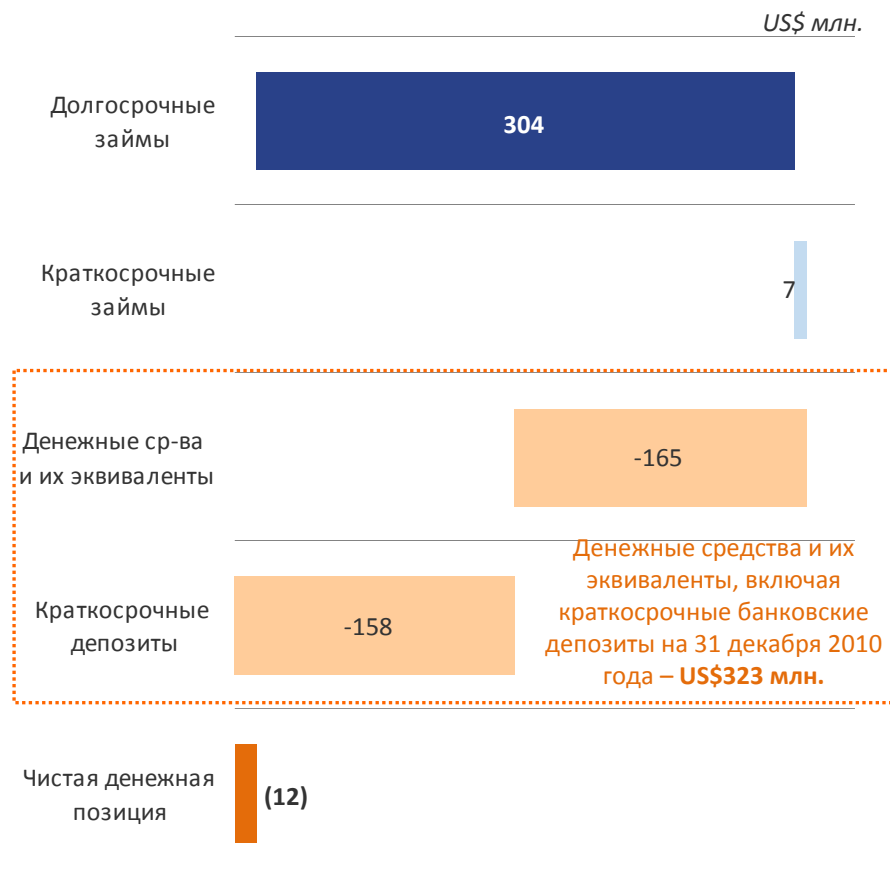 US$ млн.
Долгосрочные
займы
304
Краткосрочные
займы
7
Денежные ср-ва
и их эквиваленты
-165
Краткосрочные
депозиты
-158
Денежные средства и их
эквиваленты, включая
краткосрочные банковские
депозиты на 31 декабря 2010
года – US$323 млн.
Чистая денежная
позиция
(12)